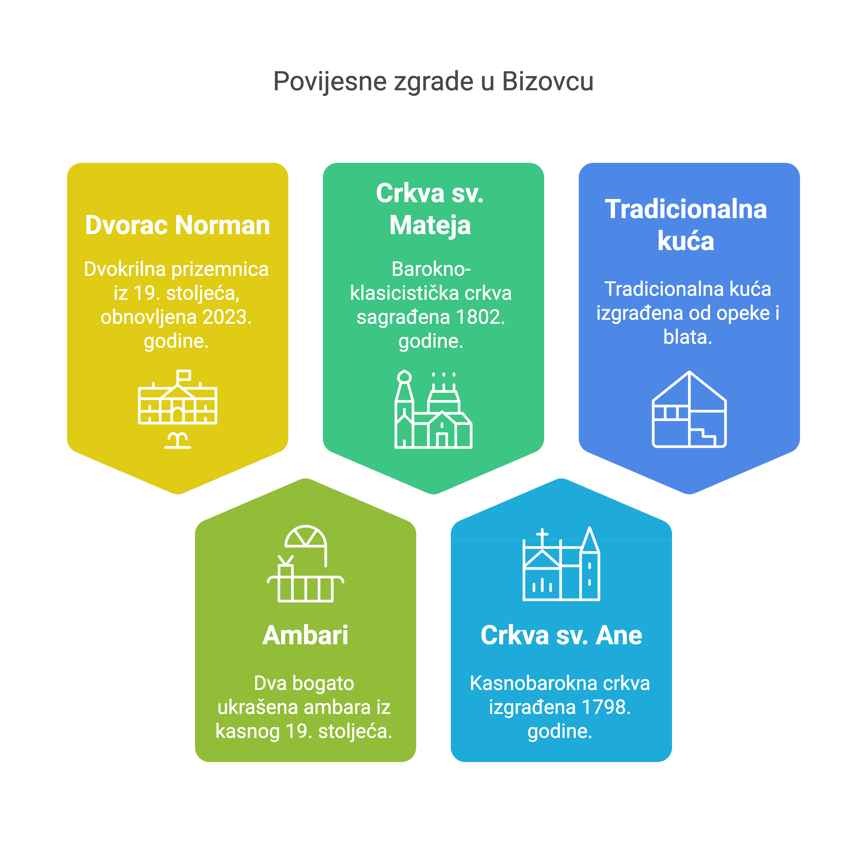 Povijesne zgrade u Bizovcu
Dvorac Norman
Dvokrilna prizemnica
iz 19. stoljeća,
obnovljena 2023.
godine.
Crkva sv.
Mateja
Barokno-
klasicistička crkva
sagrađena 1802.
godine.
Tradicionalna
kuća
Tradicionalna kuća
izgrađena od opeke i
blata.
Ambari
Dva bogato
ukrašena ambara iz
kasnog 19. stoljeća.
Crkva sv. Ane
Kasnobarokna crkva
izgrađena 1798.
godine.